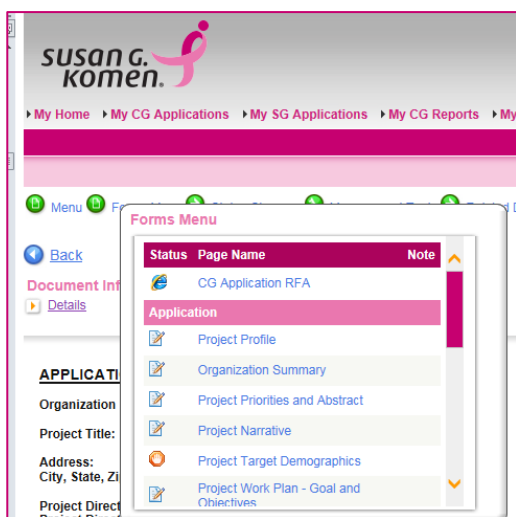 susan g.
komen.
My Home My CG Applications My SG Applications My CG Reports My
Menu
Back
Document Inf
Details
Forms Menu
Status Page Name Note
CG Application RFA
Application
Project Profile
Organization Summary
Project Priorities and Abstract
Project Narrative
Project Target Demographics
Project Work Plan - Goal and
Objectives
APPLICATI
Organization
Project Title:
Address:
City, State, Zi
Project Direct